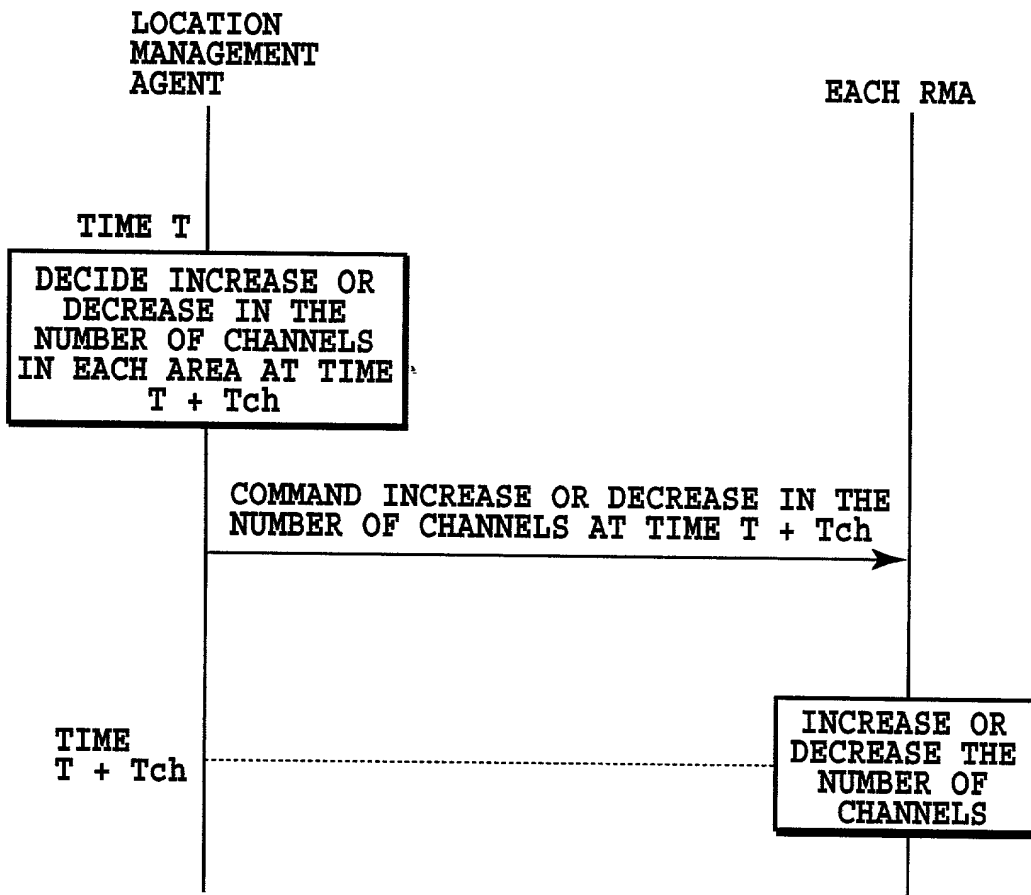 LOCATION
MANAGEMENT
AGENT
EACH RMA
TIME T
DECIDE INCREASE OR
DECREASE IN THE
NUMBER OF CHANNELS
IN EACH AREA AT TIME
T + Tch
COMMAND INCREASE OR DECREASE IN THE
NUMBER OF CHANNELS AT TIME T + Tch
TIME
T + Tch
INCREASE OR
DECREASE THE
NUMBER OF
CHANNELS